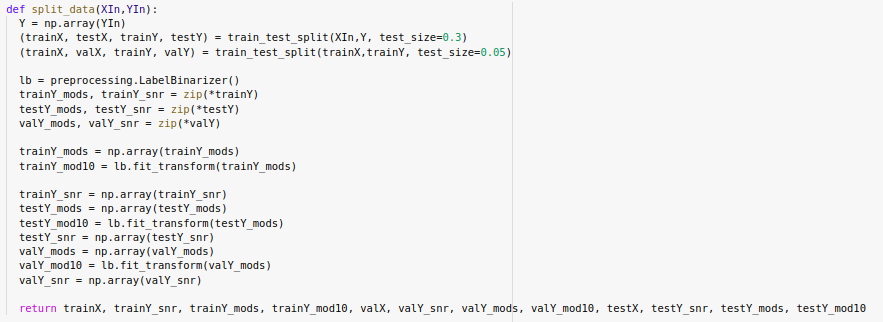 def split_data(XIn,YIn):
Y = np.array(YIn)
(trainX, testX, trainY, testY) = train_test_split(XIn,Y, test_size=0.3)
(trainX, valX, trainY, valY) = train_test_split(trainX,trainY, test_size=0.05)
lb = preprocessing.LabelBinarizer()
trainY_mods, trainY_snr = zip(*trainY)
testY_mods, testY_snr = zip(*testY)
valY_mods, valY_snr = zip(*valY)
trainY_mods = np.array(trainY_mods)
trainY_mod10 = lb.fit_transform(trainY_mods)
trainY_snr = np.array(trainY_snr)
testY_mods = np.array(testY_mods)
testY_mod10 = lb.fit_transform(testY_mods)
testY_snr = np.array(testY_snr)
valY_mods = np.array(valY_mods)
valY_mod10 = lb.fit_transform(valY_mods)
valY_snr = np.array(valY_snr)
return trainX, trainY_snr, trainY_mods, trainY_mod10, valX, valY_snr, valY_mods, valY_mod10, testX, testY_snr, testY_mods, testY_mod10